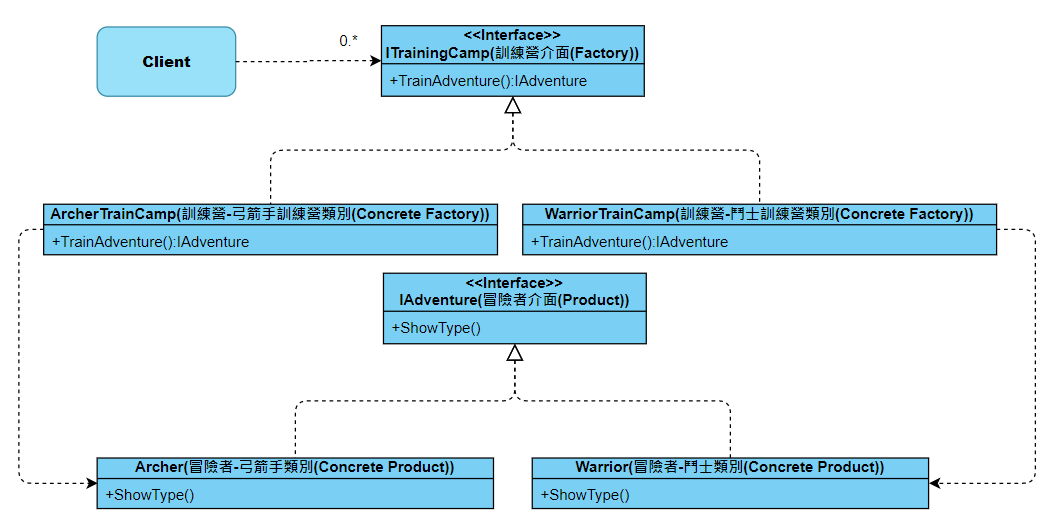 Client
0.*
<<Interface>>
ITrainingCamp(訓練營介面(Factory))
+TrainAdventure():IAdventure
ArcherTrainCamp(訓練營-弓箭手訓練營類別(Concrete Factory))
+TrainAdventure():IAdventure
WarriorTrainCamp(訓練營-鬥士訓練營類別(Concrete Factory))
+TrainAdventure():IAdventure
<<Interface>>
IAdventure(冒險者介面(Product))
+ShowType()
Archer(冒險者-弓箭手類別(Concrete Product))
+ShowType()
Warrior(冒險者-鬥士類別(Concrete Product))
+ShowType()